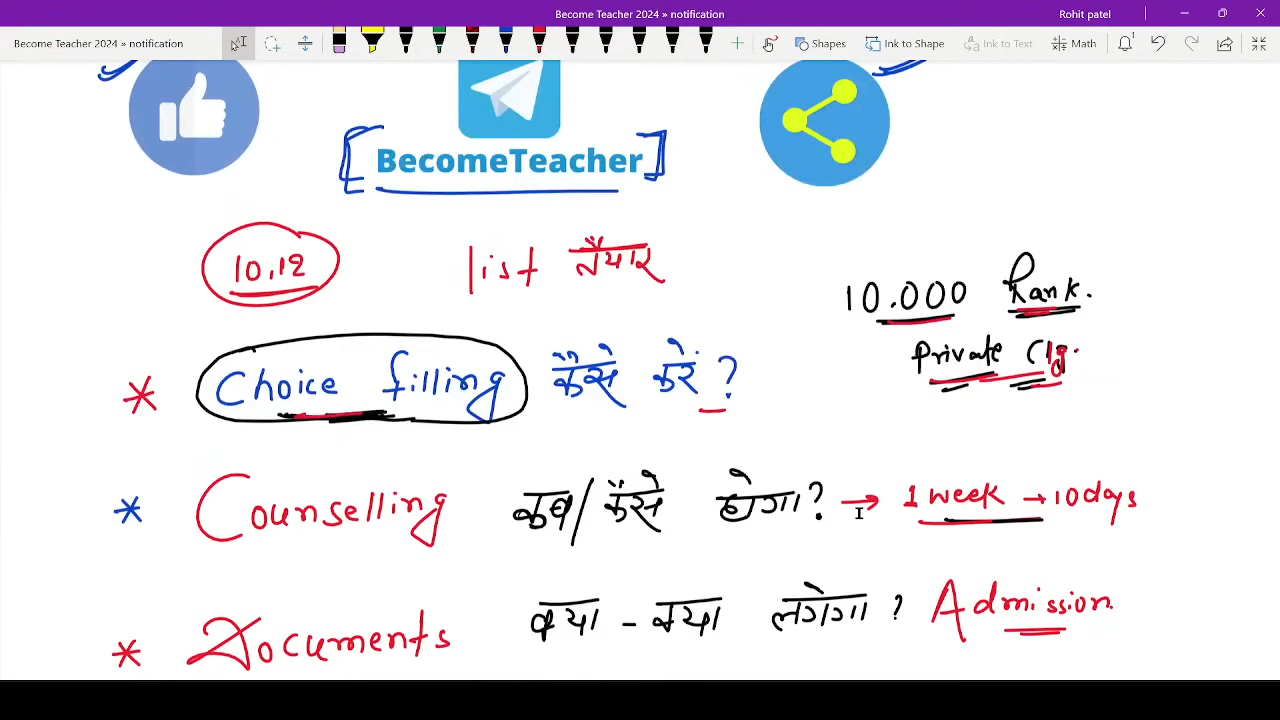 Become Teacher 2024 » notification
Rohit patel
Become Teacher 2024 » notification
Shapes
Ink to Shape
Ink to Text
Math
[BecomeTeacher]
10,12 list तैयार
10.000 Rank.
Private Clg.
* Choice filling कैसे करें ?
* Counselling कब/कैसे होगा? → 1 week → 10 days
* Documents क्या - क्या लगेगा ? Admission